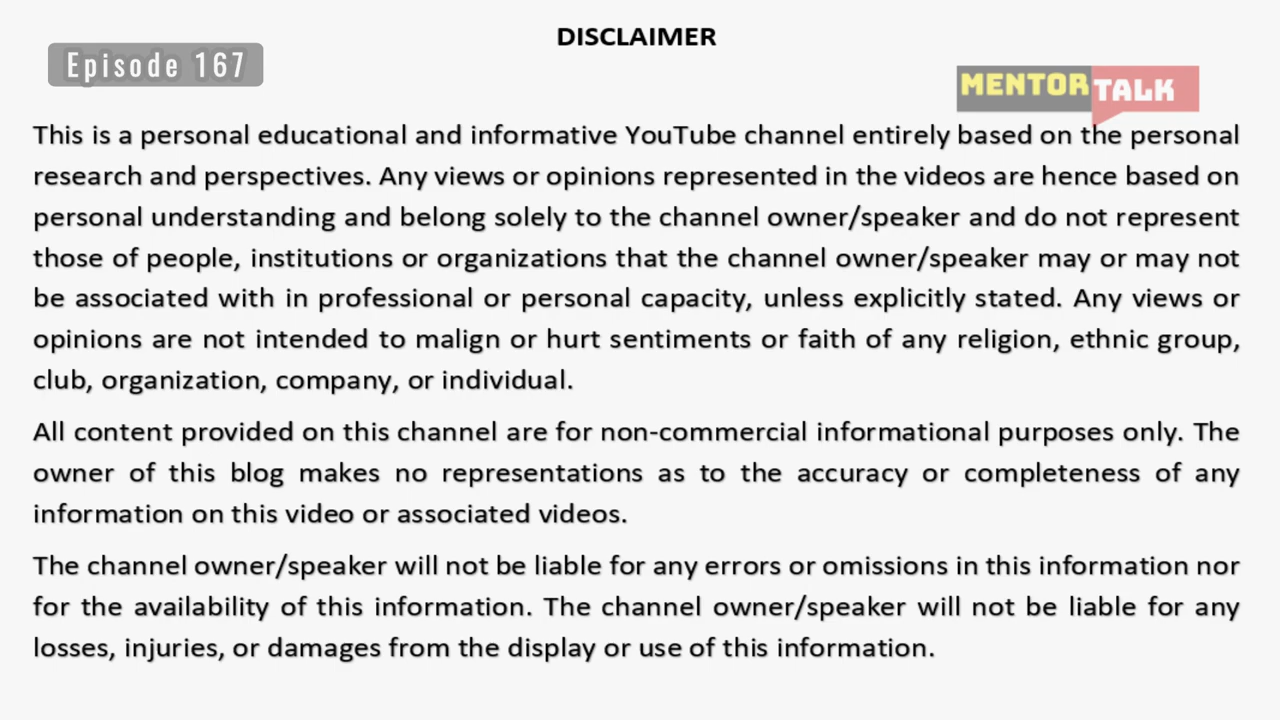 DISCLAIMER
Episode 167
MENTOR TALK
This is a personal educational and informative YouTube channel entirely based on the personal
research and perspectives. Any views or opinions represented in the videos are hence based on
personal understanding and belong solely to the channel owner/speaker and do not represent
those of people, institutions or organizations that the channel owner/speaker may or may not
be associated with in professional or personal capacity, unless explicitly stated. Any views or
opinions are not intended to malign or hurt sentiments or faith of any religion, ethnic group,
club, organization, company, or individual.
All content provided on this channel are for non-commercial informational purposes only. The
owner of this blog makes no representations as to the accuracy or completeness of any
information on this video or associated videos.
The channel owner/speaker will not be liable for any errors or omissions in this information nor
for the availability of this information. The channel owner/speaker will not be liable for any
losses, injuries, or damages from the display or use of this information.